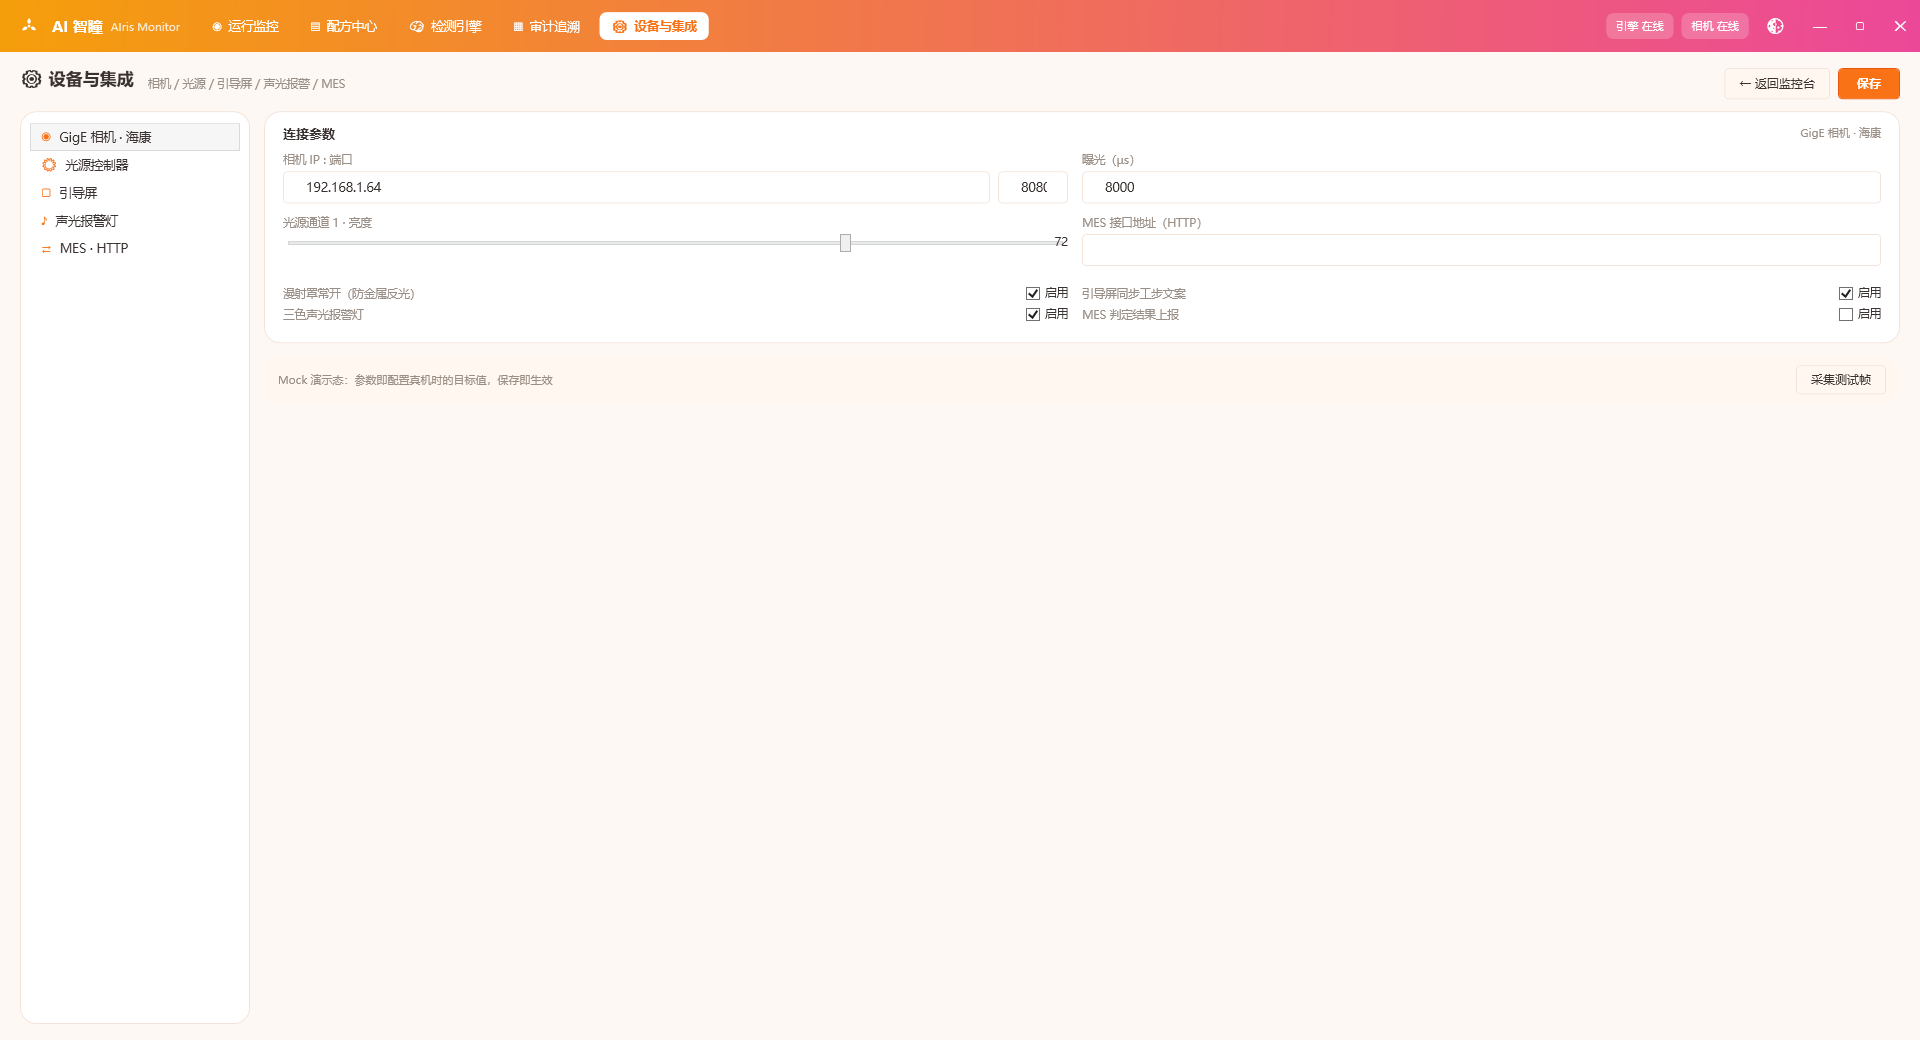 AI 智瞳 AIris Monitor 运行监控 配方中心 检测引擎 审计追溯 设备与集成 引擎 在线 相机 在线
设备与集成 相机 / 光源 / 引导屏 / 声光报警 / MES ← 返回监控台 保存
GigE 相机 · 海康
光源控制器
引导屏
声光报警灯
MES · HTTP
连接参数 GigE 相机 · 海康
相机 IP : 端口 曝光（μs）
192.168.1.64 8080 8000
光源通道 1 · 亮度 MES 接口地址（HTTP）
72
漫射罩常开（防金属反光） 启用 引导屏同步工步文案 启用
三色声光报警灯 启用 MES 判定结果上报 启用
Mock 演示态：参数即配置真机时的目标值，保存即生效 采集测试帧